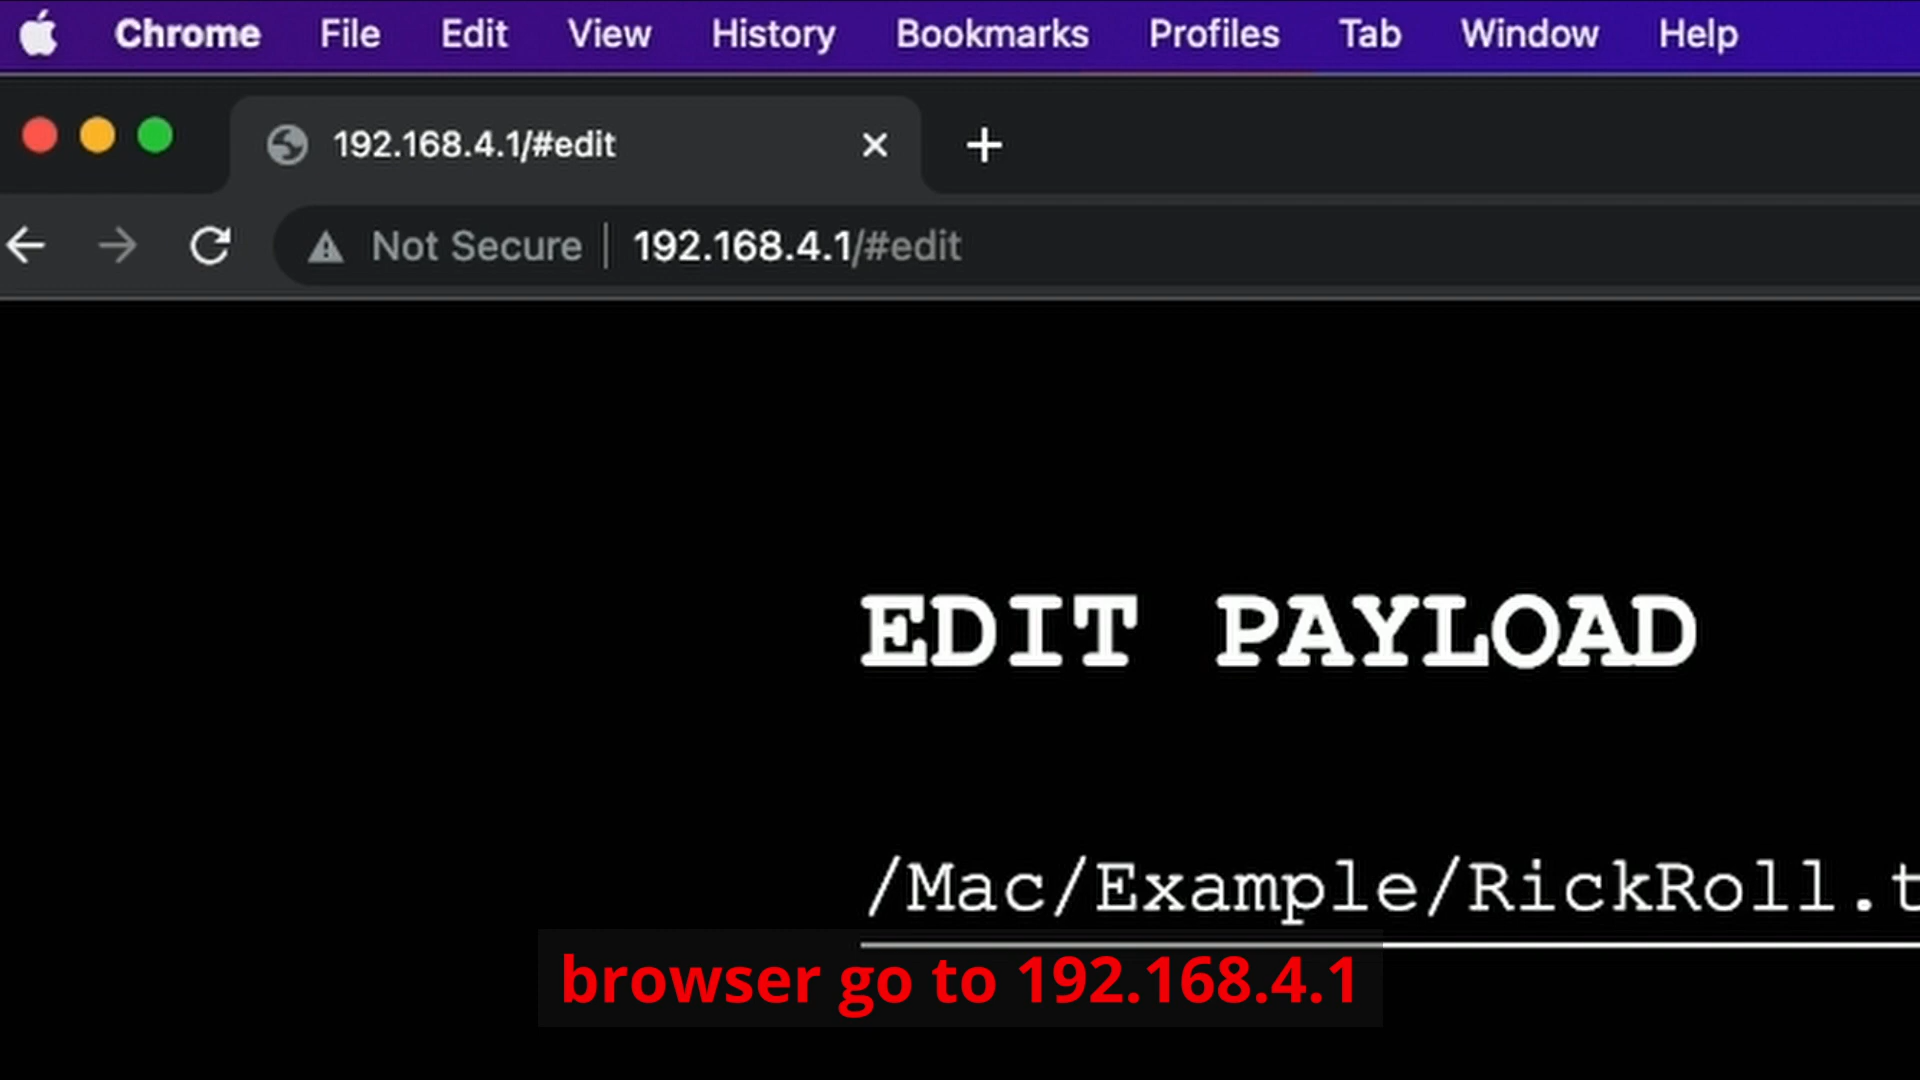 Chrome File Edit View History Bookmarks Profiles Tab Window Help
192.168.4.1/#edit
Not Secure 192.168.4.1/#edit
EDIT PAYLOAD
/Mac/Example/RickRoll.t
browser go to 192.168.4.1